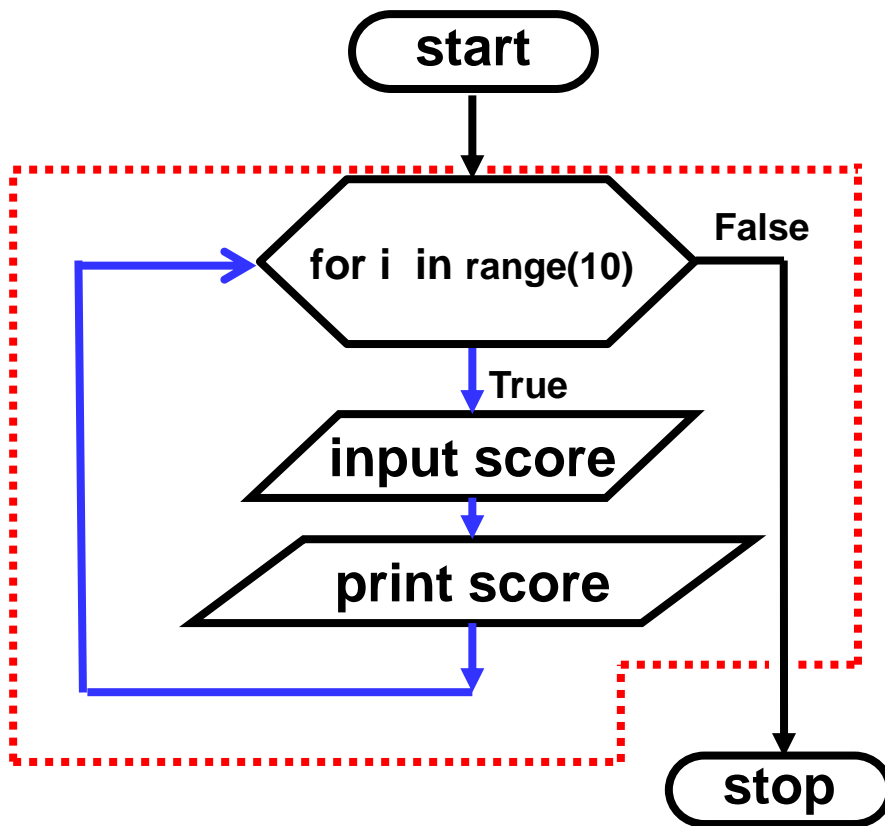 start
False
for i in range(10)
True
input score
print score
stop